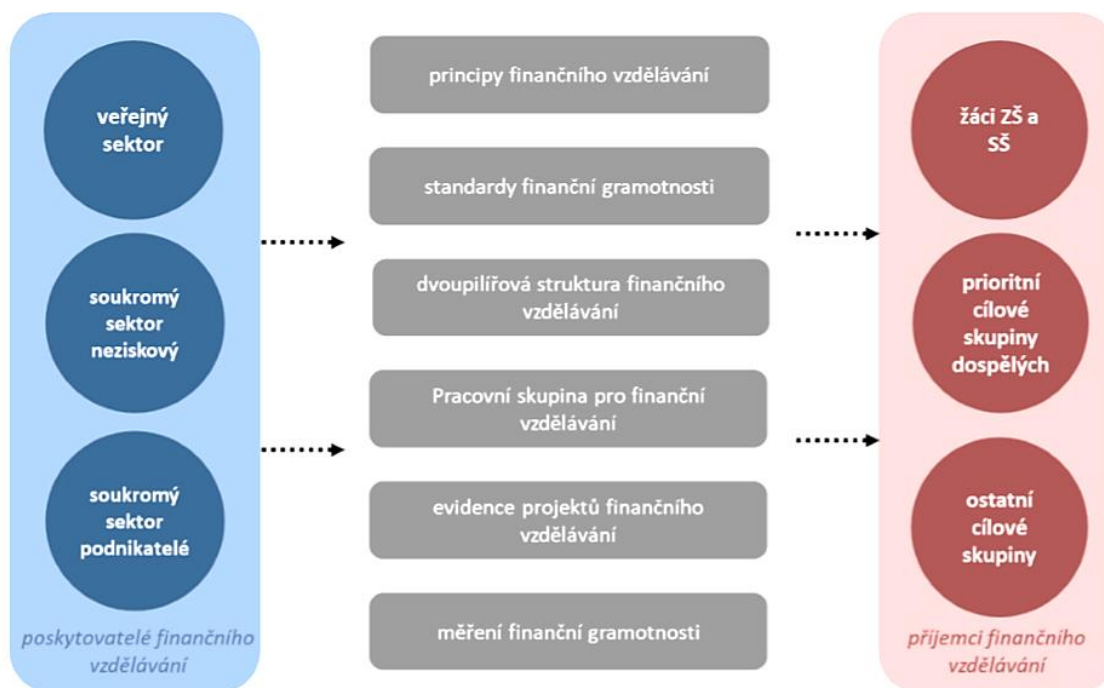 veřejný
sektor
soukromý
sektor
neziskový
soukromý
sektor
podnikatelé
poskytovatelé finančního
vzdělávání
principy finančního vzdělávání
standardy finanční gramotnosti
dvoupilířová struktura finančního
vzdělávání
Pracovní skupina pro finanční
vzdělávání
evidence projektů finančního
vzdělávání
měření finanční gramotnosti
žáci ZŠ a
SŠ
prioritní
cílové
skupiny
dospělých
ostatní
cílové
skupiny
příjemci finančního
vzdělávání